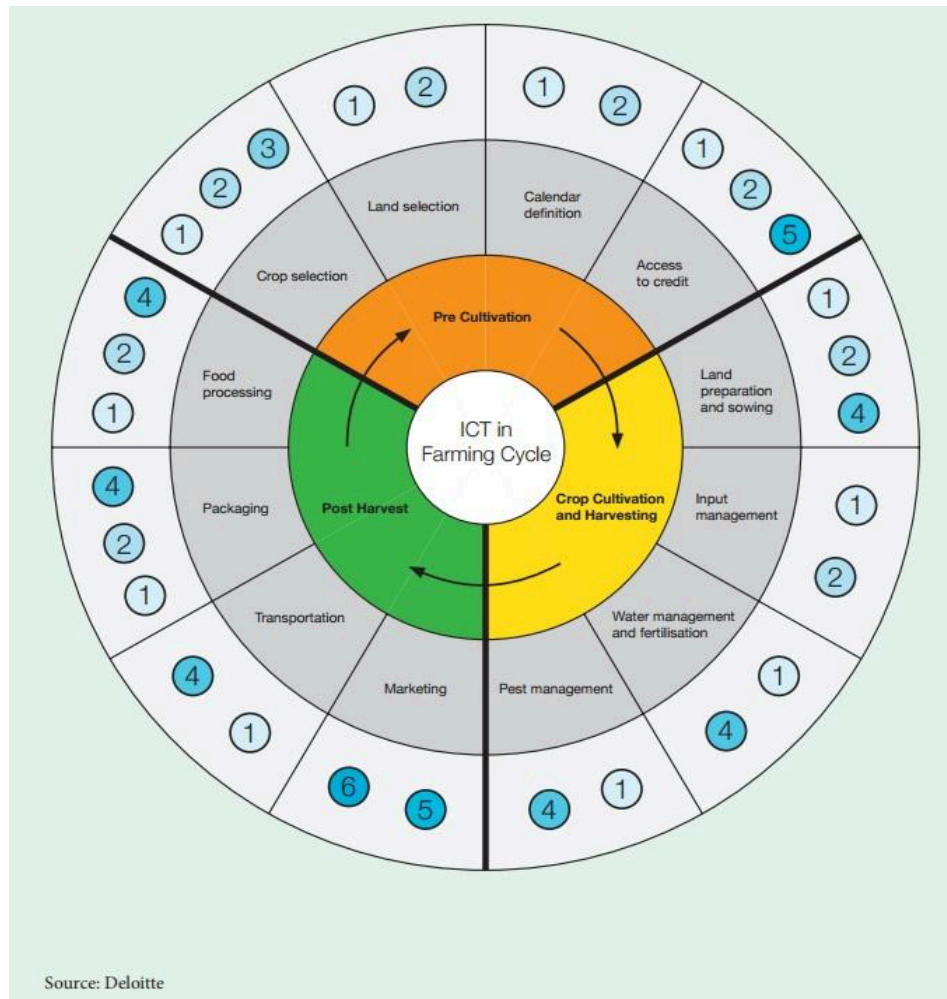 1
2
1
2
3
2
1
1
2
5
Land selection
Calendar
definition
Crop selection
Access
to credit
4
2
1
1
2
4
Pre Cultivation
Food
processing
Land
preparation
and sowing
ICT in
Farming Cycle
4
2
1
Packaging
Post Harvest
Crop Cultivation
and Harvesting
Input
management
1
2
Transportation
Water management
and fertilisation
4
1
1
4
Marketing
Pest management
6
5
4
1
Source: Deloitte